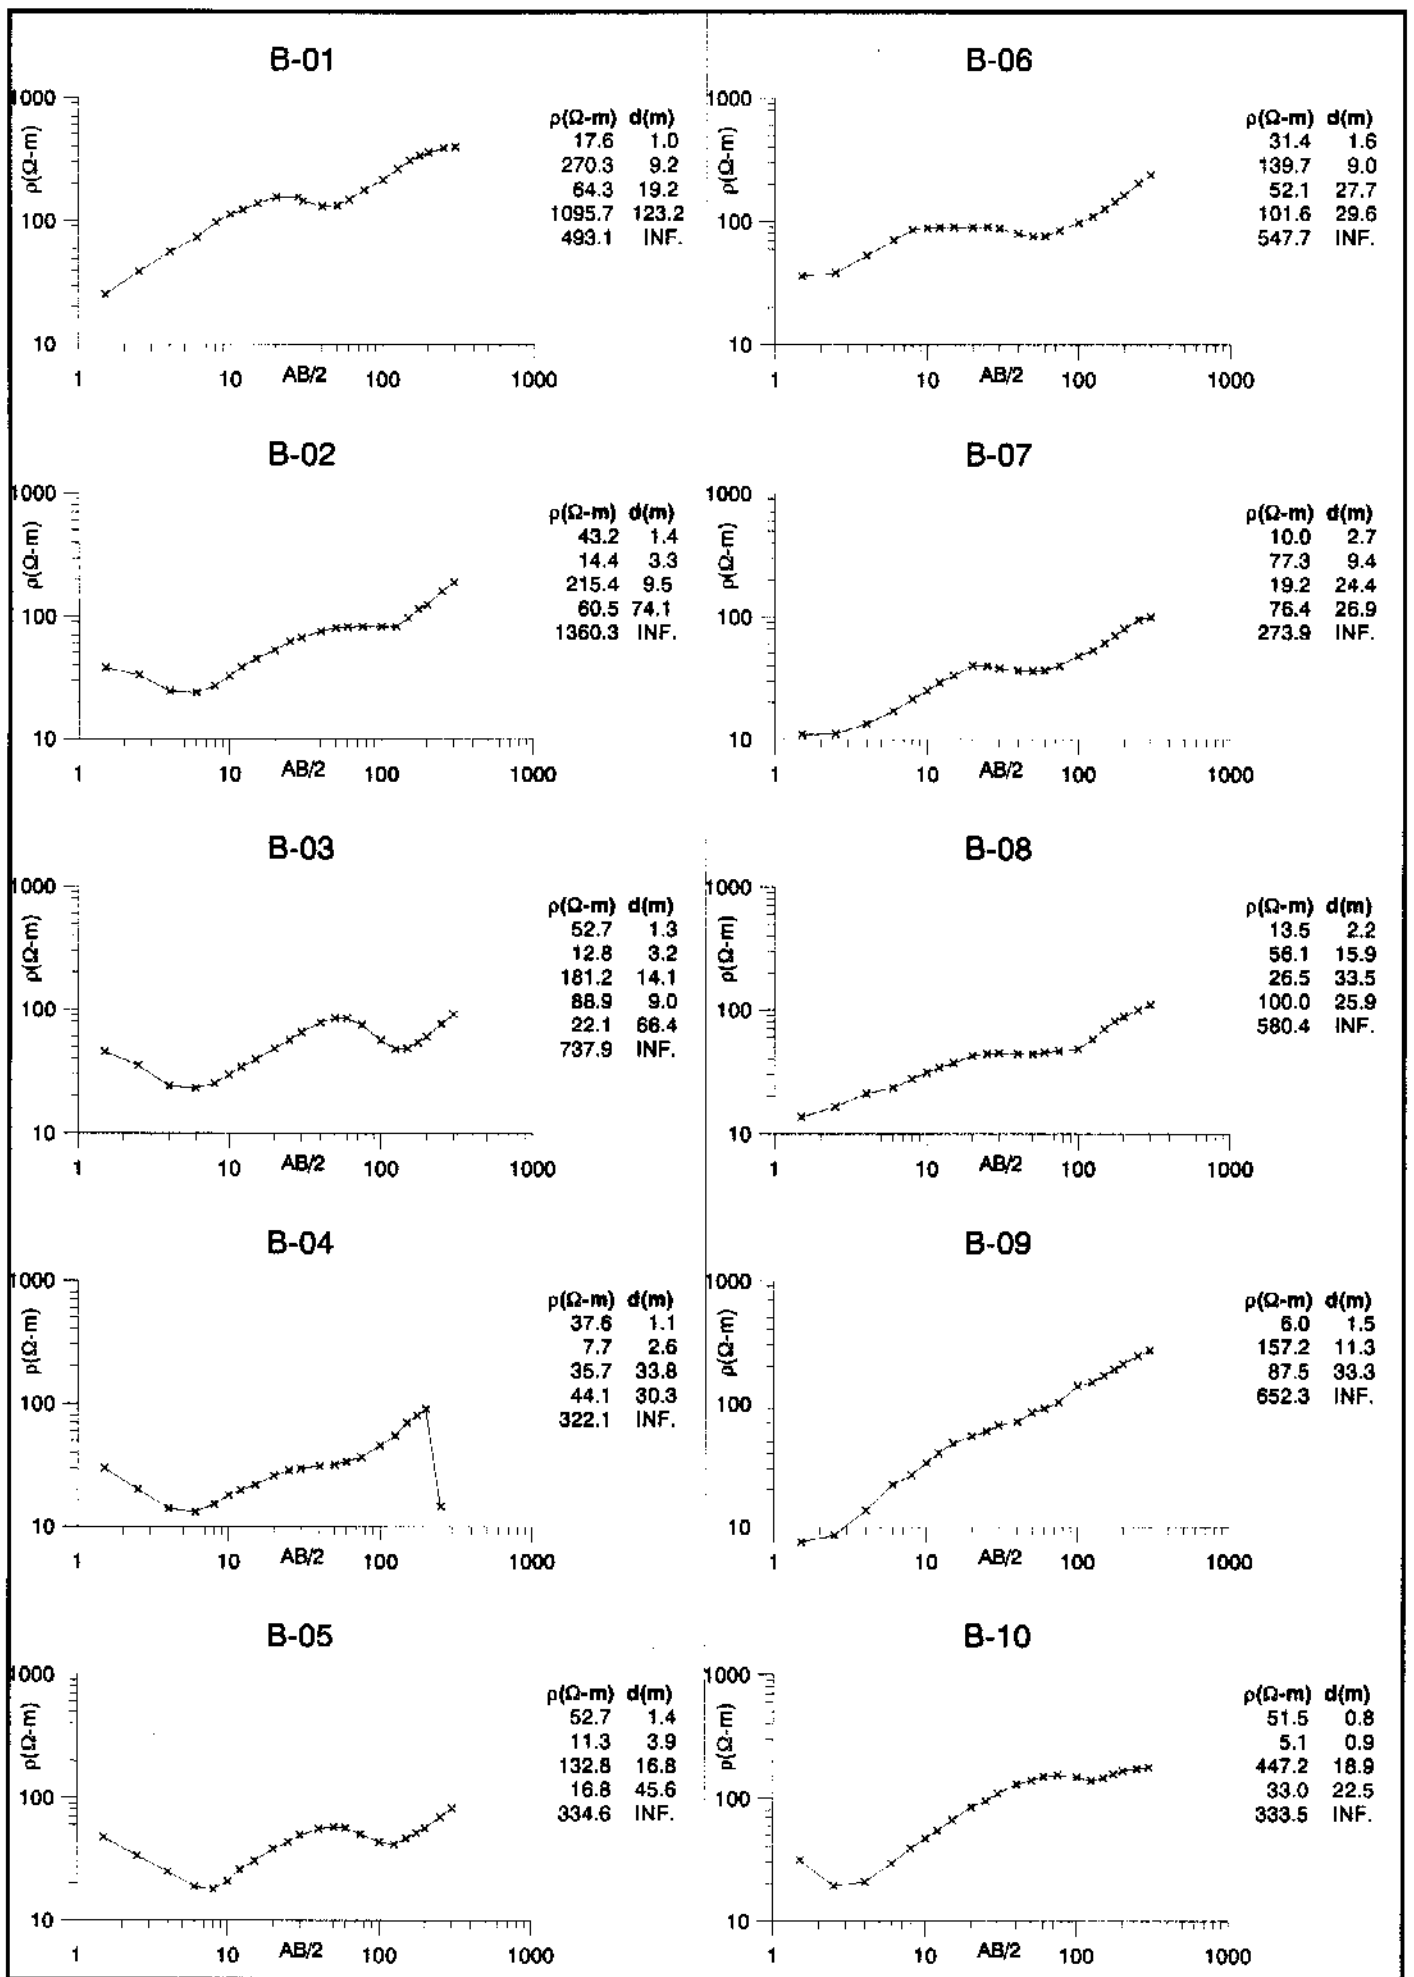 B-01
1000
100
10
ρ(Ω-m)
1 10 100 1000
AB/2
ρ(Ω-m) d(m)
17.6 1.0
270.3 9.2
64.3 19.2
1095.7 123.2
493.1 INF.
B-02
1000
100
10
ρ(Ω-m)
1 10 100 1000
AB/2
ρ(Ω-m) d(m)
43.2 1.4
14.4 3.3
215.4 9.5
60.5 74.1
1360.3 INF.
B-03
1000
100
10
ρ(Ω-m)
1 10 100 1000
AB/2
ρ(Ω-m) d(m)
52.7 1.3
12.8 3.2
181.2 14.1
88.9 9.0
22.1 66.4
737.9 INF.
B-04
1000
100
10
ρ(Ω-m)
1 10 100 1000
AB/2
ρ(Ω-m) d(m)
37.6 1.1
7.7 2.6
35.7 33.8
44.1 30.3
322.1 INF.
B-05
1000
100
10
ρ(Ω-m)
1 10 100 1000
AB/2
ρ(Ω-m) d(m)
52.7 1.4
11.3 3.9
132.8 16.8
16.8 45.6
334.6 INF.
B-06
1000
100
10
ρ(Ω-m)
1 10 100 1000
AB/2
ρ(Ω-m) d(m)
31.4 1.6
139.7 9.0
52.1 27.7
101.6 29.6
547.7 INF.
B-07
1000
100
10
ρ(Ω-m)
1 10 100 1000
AB/2
ρ(Ω-m) d(m)
10.0 2.7
77.3 9.4
19.2 24.4
76.4 26.9
273.9 INF.
B-08
1000
100
10
ρ(Ω-m)
1 10 100 1000
AB/2
ρ(Ω-m) d(m)
13.5 2.2
56.1 15.9
26.5 33.5
100.0 25.9
580.4 INF.
B-09
1000
100
10
ρ(Ω-m)
1 10 100 1000
AB/2
ρ(Ω-m) d(m)
6.0 1.5
157.2 11.3
87.5 33.3
652.3 INF.
B-10
1000
100
10
ρ(Ω-m)
1 10 100 1000
AB/2
ρ(Ω-m) d(m)
51.5 0.8
5.1 0.9
447.2 18.9
33.0 22.5
333.5 INF.